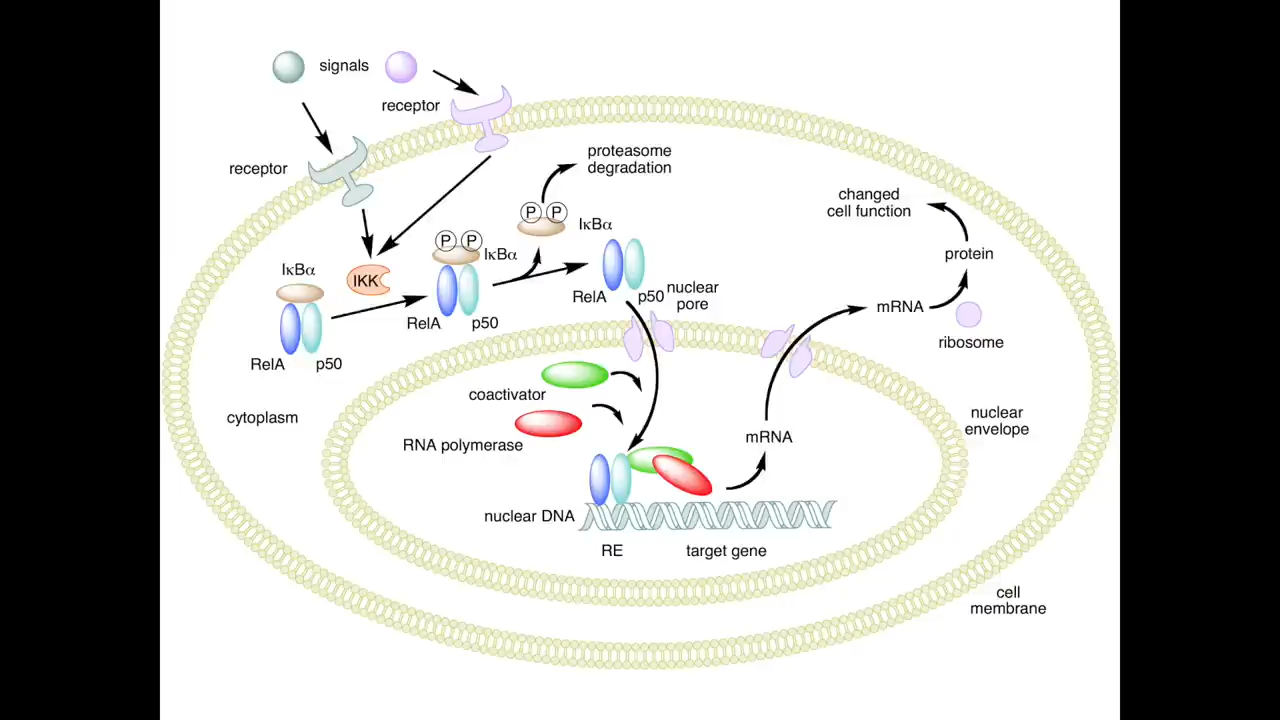 signals
receptor
receptor
proteasome
degradation
changed
cell function
P P
IκBα
P P
IκBα
protein
IκBα
IKK
RelA
p50
nuclear
pore
mRNA
RelA
p50
ribosome
RelA
p50
coactivator
cytoplasm
nuclear
envelope
RNA polymerase
mRNA
nuclear DNA
RE
target gene
cell
membrane